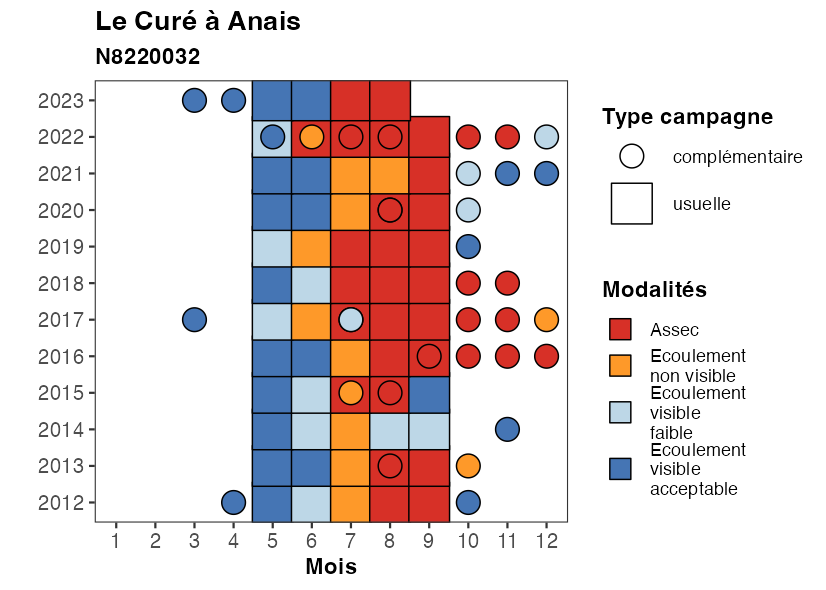 Le Curé à Anais
N8220032
2023
2022
2021
2020
2019
2018
2017
2016
2015
2014
2013
2012
1 2 3 4 5 6 7 8 9 10 11 12
Mois
Type campagne
complémentaire
usuelle
Modalités
Assec
Ecoulement
non visible
Ecoulement
visible
faible
Ecoulement
visible
acceptable